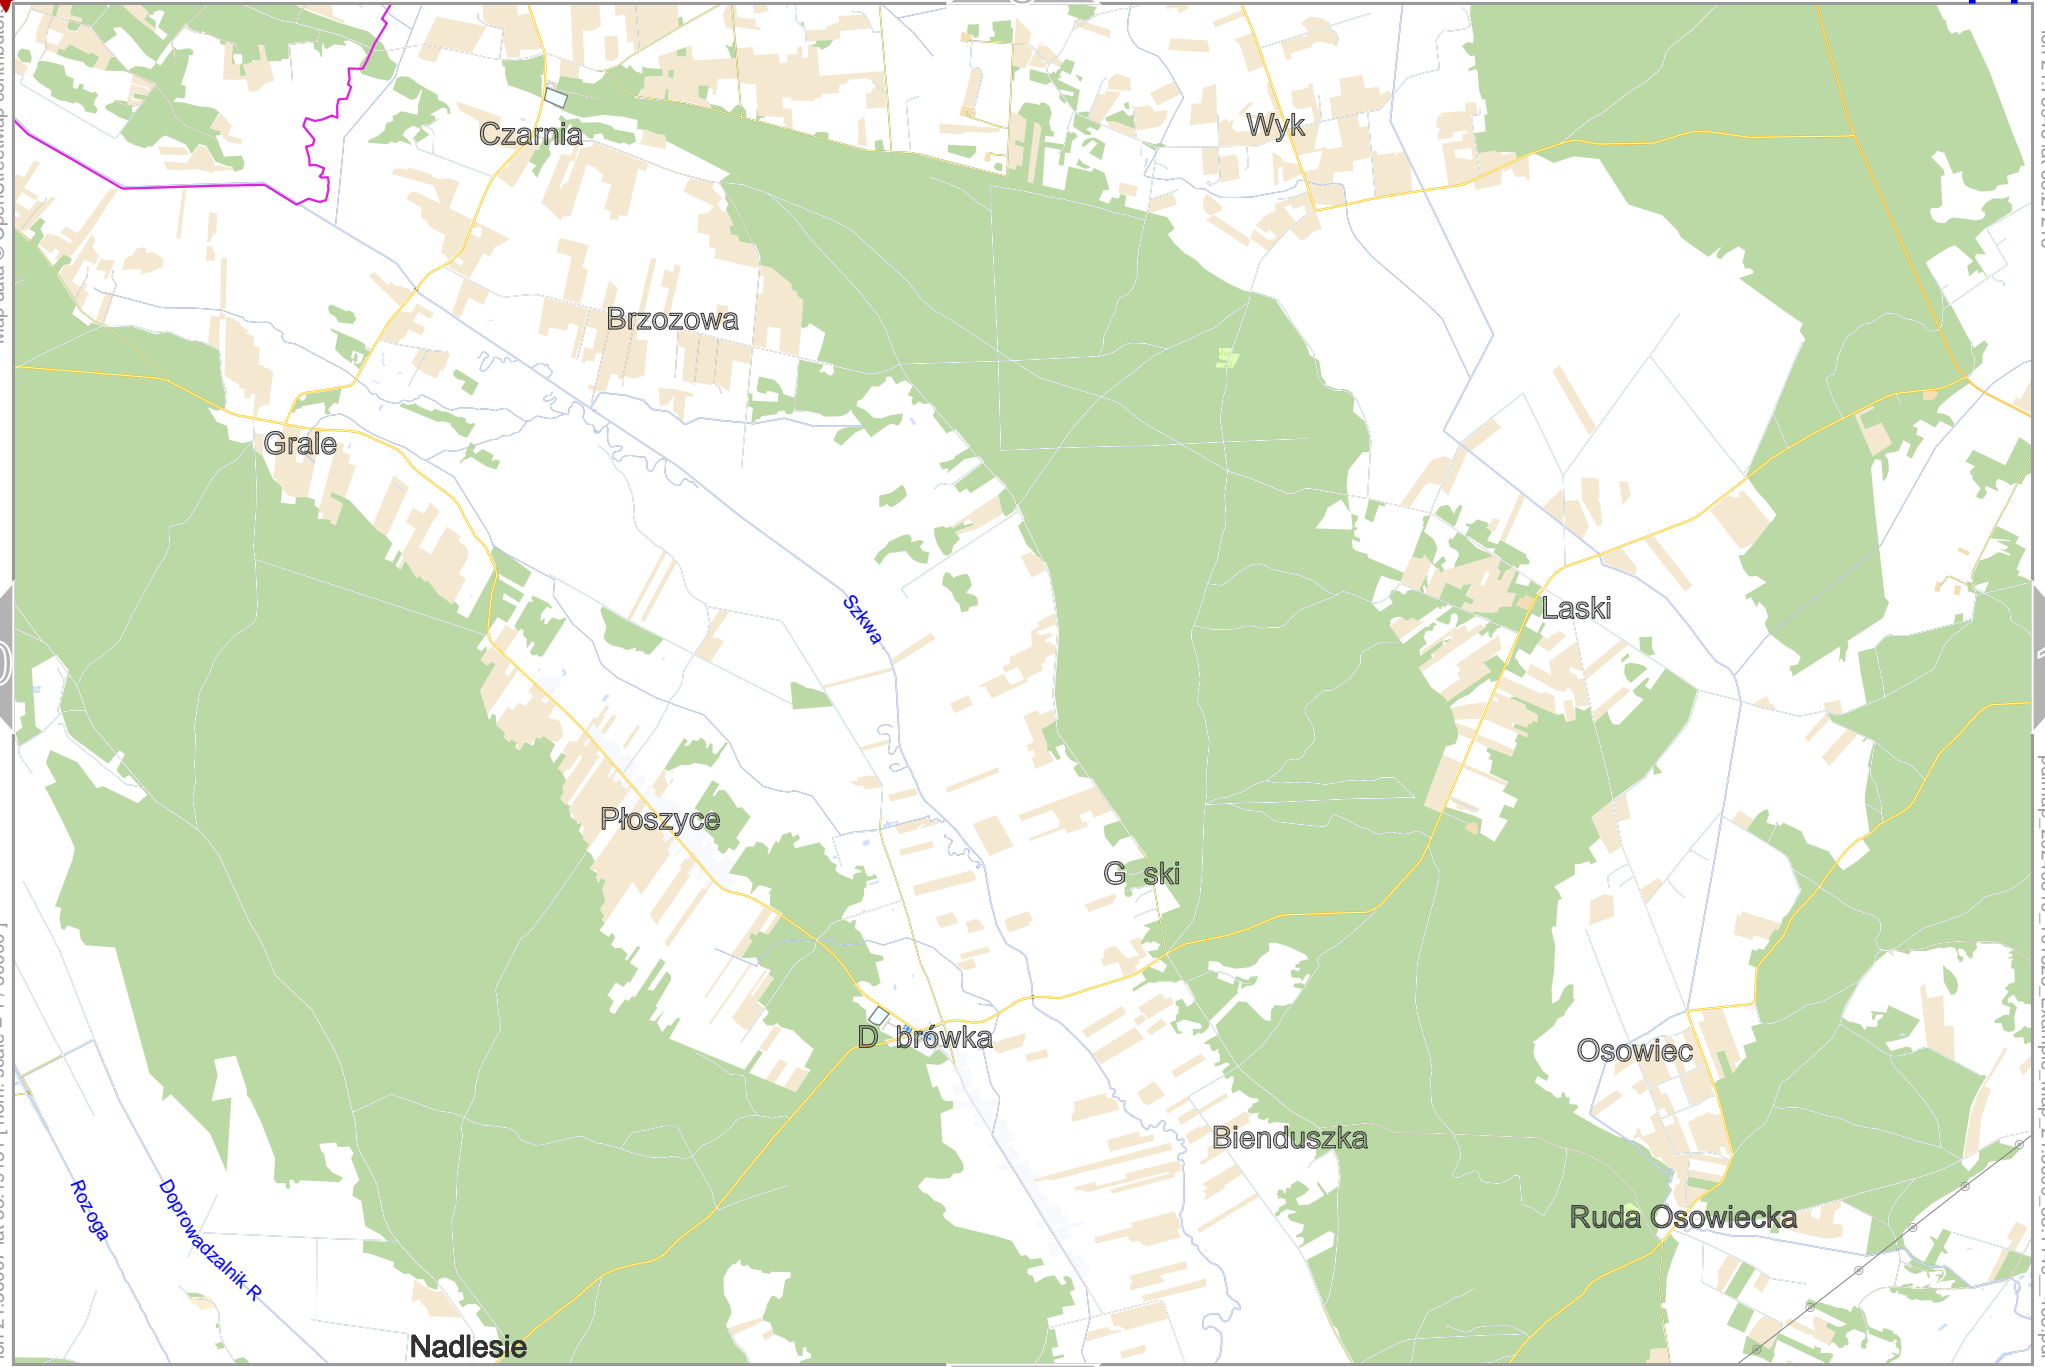 Wyk
Czarnia
Brzozowa
Grale
Szkwa
Laski
Płoszyce
G ski
D brówka
Osowiec
Bienduszka
Rozoga
Doprowadzalnik R
Ruda Osowiecka
Nadlesie